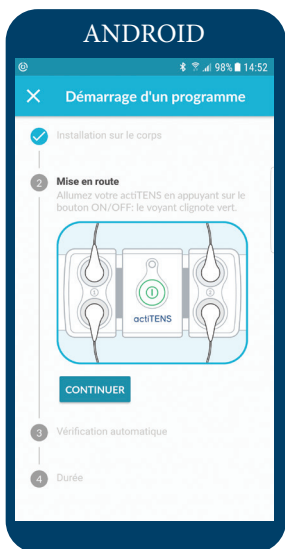 ANDROID
98% 14:52
Démarrage d'un programme
Installation sur le corps
2 Mise en route
Allumez votre actiTENS en appuyant sur le
bouton ON/OFF: le voyant clignote vert.
actiTENS
CONTINUER
3 Vérification automatique
4 Durée